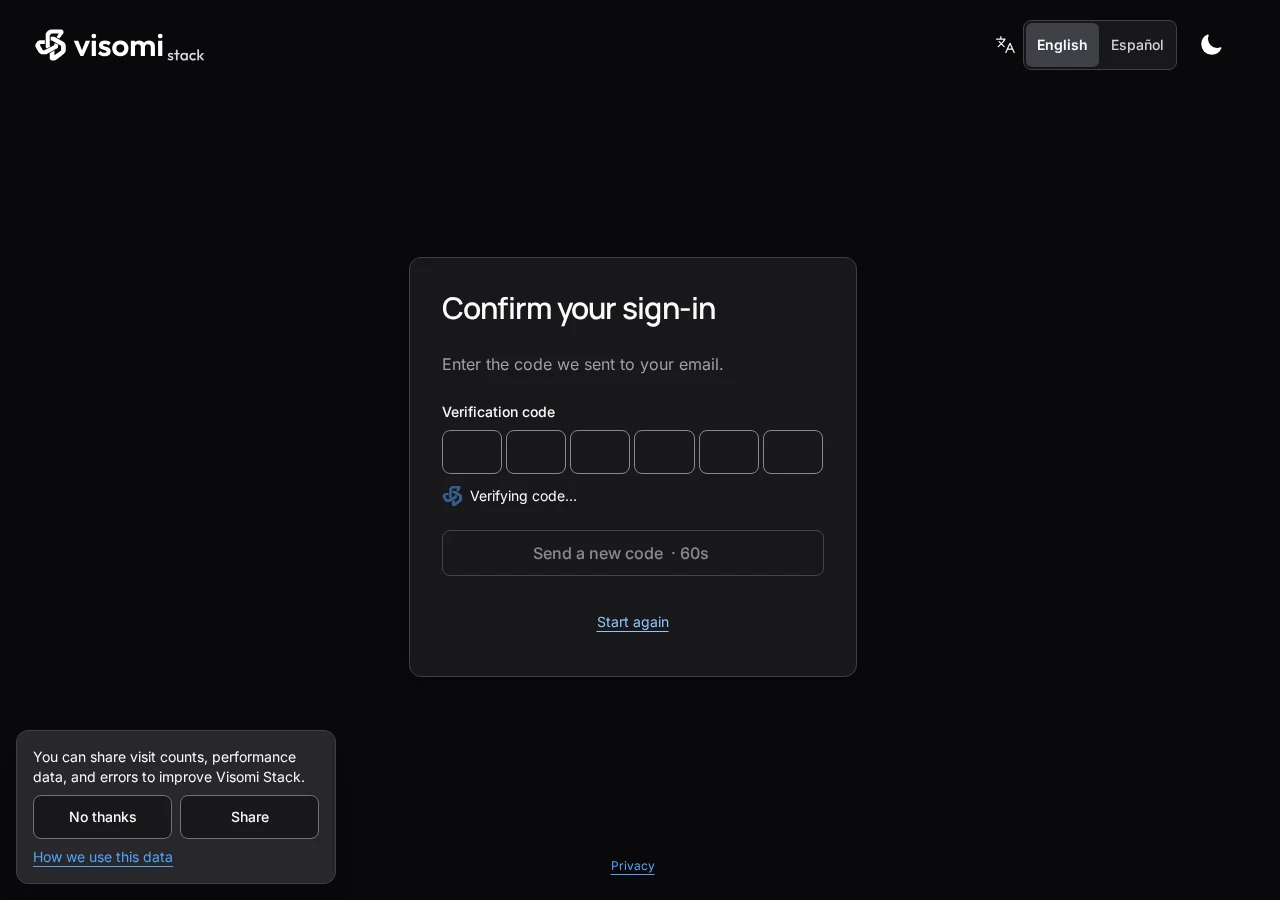 visomi stack
English Español
Confirm your sign-in
Enter the code we sent to your email.
Verification code
Verifying code...
Send a new code · 60s
Start again
You can share visit counts, performance
data, and errors to improve Visomi Stack.
No thanks Share
How we use this data
Privacy